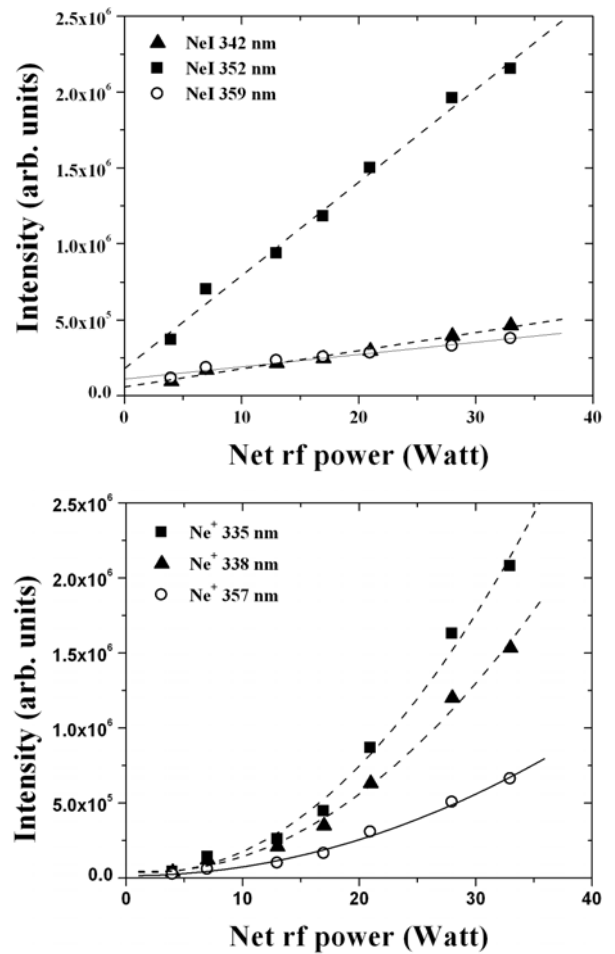 2.5x10⁶
2.0x10⁶
1.5x10⁶
1.0x10⁶
5.0x10⁵
0.0
Intensity (arb. units)
NeI 342 nm
NeI 352 nm
NeI 359 nm
0 10 20 30 40
Net rf power (Watt)
2.5x10⁶
2.0x10⁶
1.5x10⁶
1.0x10⁶
5.0x10⁵
0.0
Intensity (arb. units)
Ne⁺ 335 nm
Ne⁺ 338 nm
Ne⁺ 357 nm
0 10 20 30 40
Net rf power (Watt)